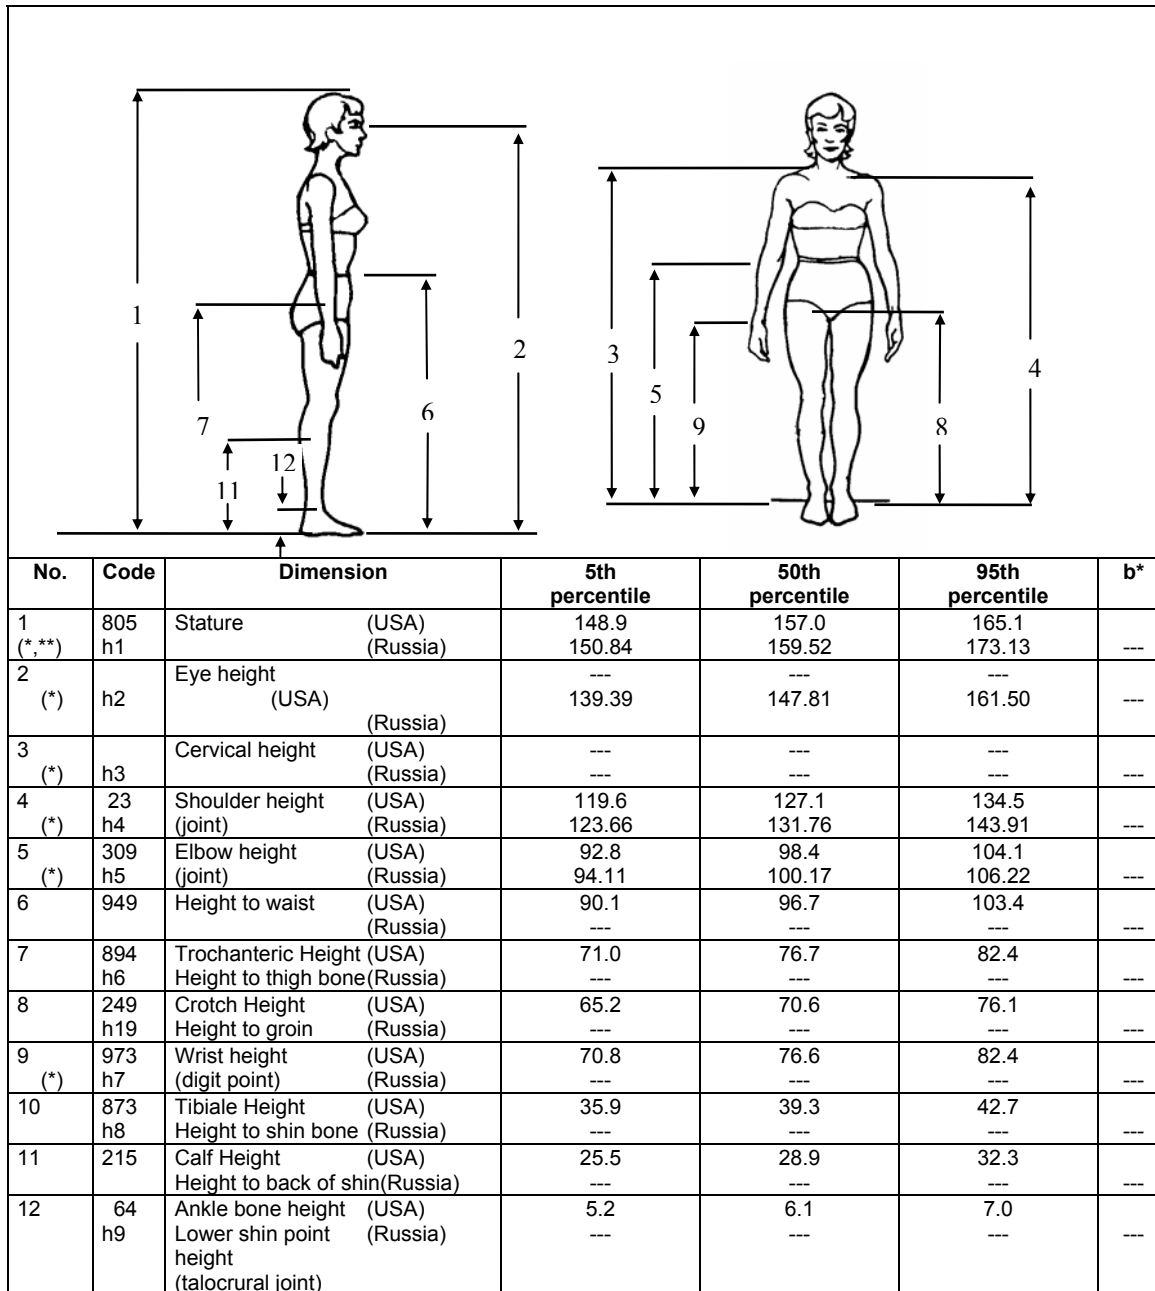 1
2
3
4
5
6
7
8
9
11
12
No. Code Dimension 5th percentile 50th percentile 95th percentile b*
1 805 Stature (USA) 148.9 157.0 165.1
(*,**) h1 (Russia) 150.84 159.52 173.13 ---
2 Eye height --- --- ---
(*) h2 (USA) 139.39 147.81 161.50 ---
(Russia)
3 Cervical height (USA) --- --- ---
(*) h3 (Russia) --- --- --- ---
4 23 Shoulder height (USA) 119.6 127.1 134.5
(*) h4 (joint) (Russia) 123.66 131.76 143.91 ---
5 309 Elbow height (USA) 92.8 98.4 104.1
(*) h5 (joint) (Russia) 94.11 100.17 106.22 ---
6 949 Height to waist (USA) 90.1 96.7 103.4
(Russia) --- --- --- ---
7 894 Trochanteric Height (USA) 71.0 76.7 82.4
h6 Height to thigh bone(Russia) --- --- --- ---
8 249 Crotch Height (USA) 65.2 70.6 76.1
h19 Height to groin (Russia) --- --- --- ---
9 973 Wrist height (USA) 70.8 76.6 82.4
(*) h7 (digit point) (Russia) --- --- --- ---
10 873 Tibiale Height (USA) 35.9 39.3 42.7
h8 Height to shin bone (Russia) --- --- --- ---
11 215 Calf Height (USA) 25.5 28.9 32.3
Height to back of shin(Russia) --- --- --- ---
12 64 Ankle bone height (USA) 5.2 6.1 7.0
h9 Lower shin point (Russia) --- --- --- ---
height
(talocrural joint)